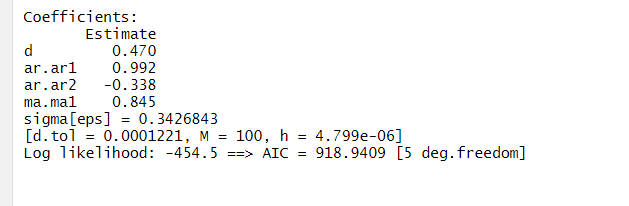 Coefficients:
Estimate
d 0.470
ar.ar1 0.992
ar.ar2 -0.338
ma.ma1 0.845
sigma[eps] = 0.3426843
[d.tol = 0.0001221, M = 100, h = 4.799e-06]
Log likelihood: -454.5 ==> AIC = 918.9409 [5 deg.freedom]